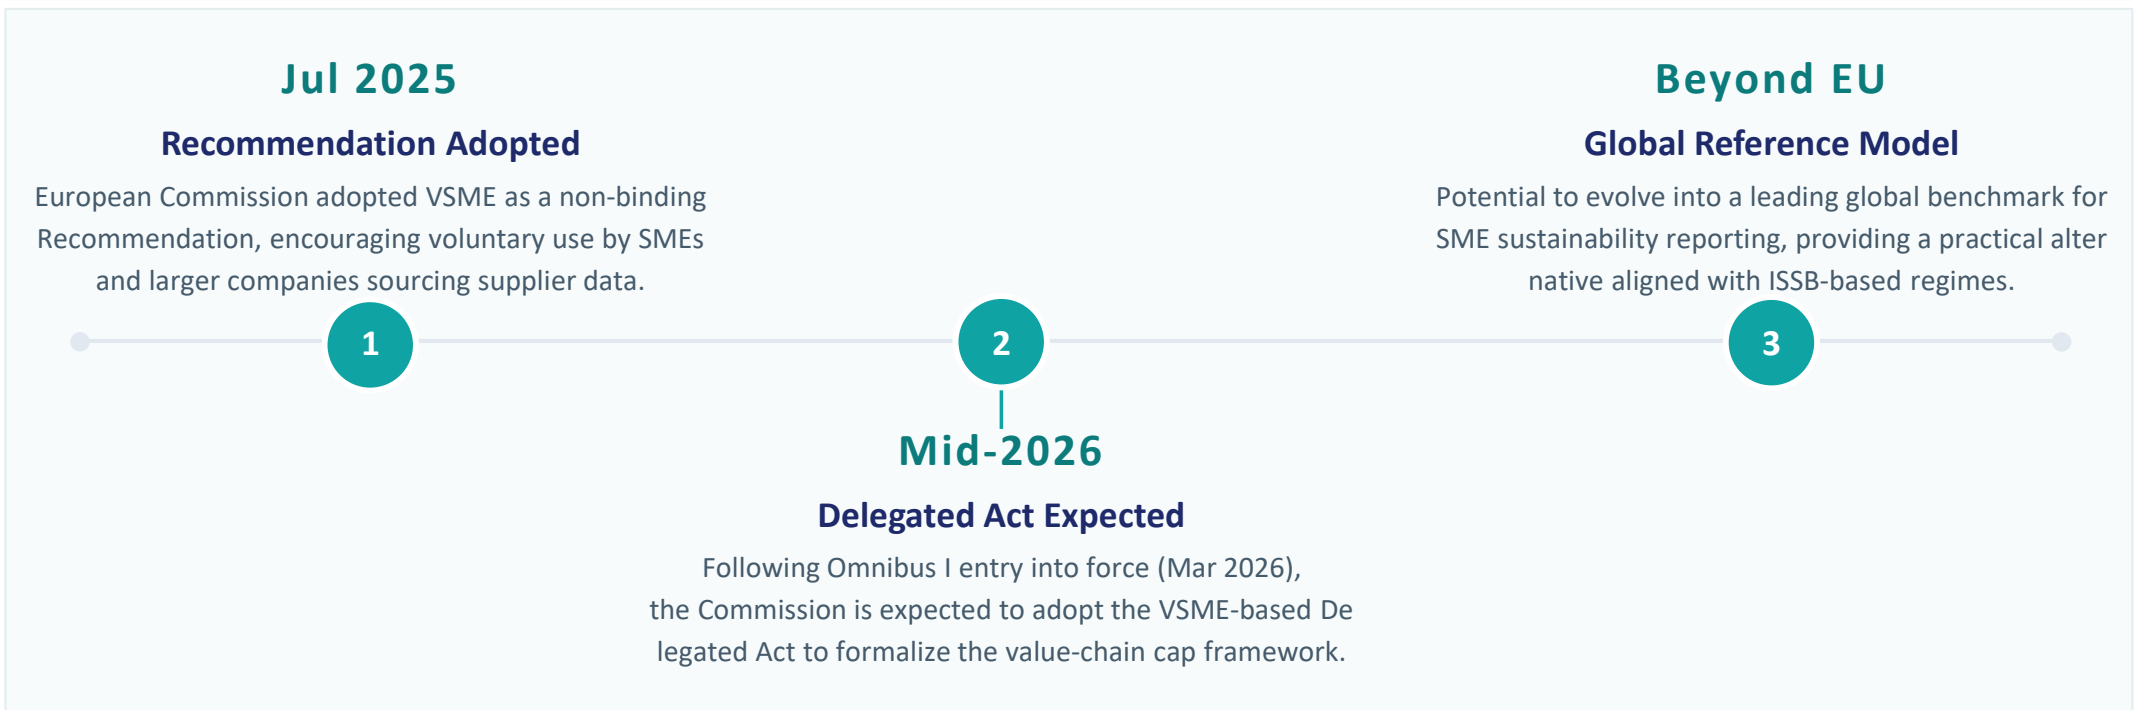 Jul 2025
Recommendation Adopted
European Commission adopted VSME as a non-binding
Recommendation, encouraging voluntary use by SMEs
and larger companies sourcing supplier data.
1
2
Mid-2026
Delegated Act Expected
Following Omnibus I entry into force (Mar 2026),
the Commission is expected to adopt the VSME-based De
legated Act to formalize the value-chain cap framework.
Beyond EU
Global Reference Model
Potential to evolve into a leading global benchmark for
SME sustainability reporting, providing a practical alter
native aligned with ISSB-based regimes.
3